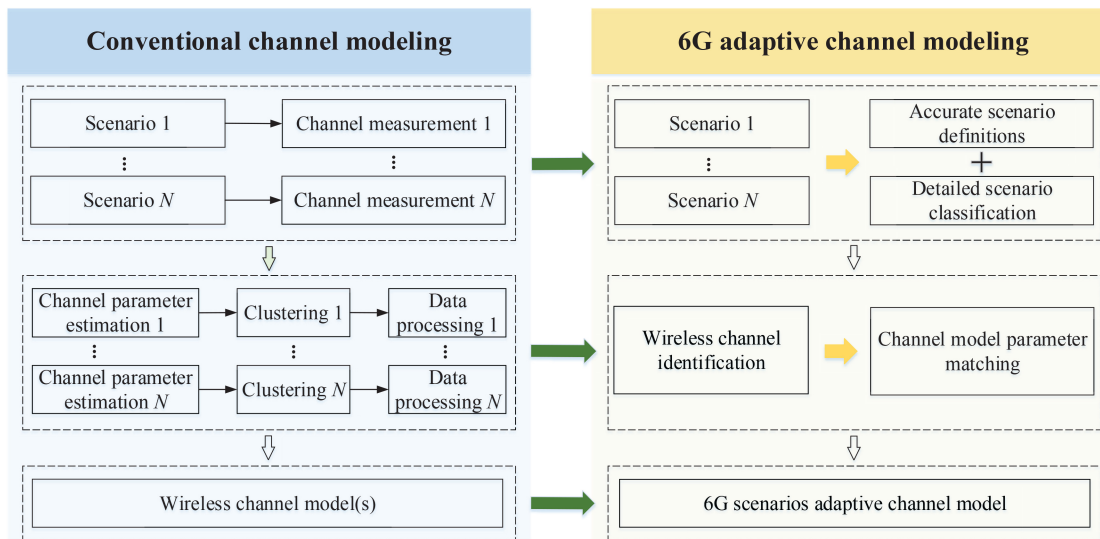 Conventional channel modeling
Scenario 1
Channel measurement 1
Scenario N
Channel measurement N
Channel parameter
estimation 1
Clustering 1
Data
processing 1
Channel parameter
estimation N
Clustering N
Data
processing N
Wireless channel model(s)
6G adaptive channel modeling
Scenario 1
Accurate scenario
definitions
+
Scenario N
Detailed scenario
classification
Wireless channel
identification
Channel model parameter
matching
6G scenarios adaptive channel model